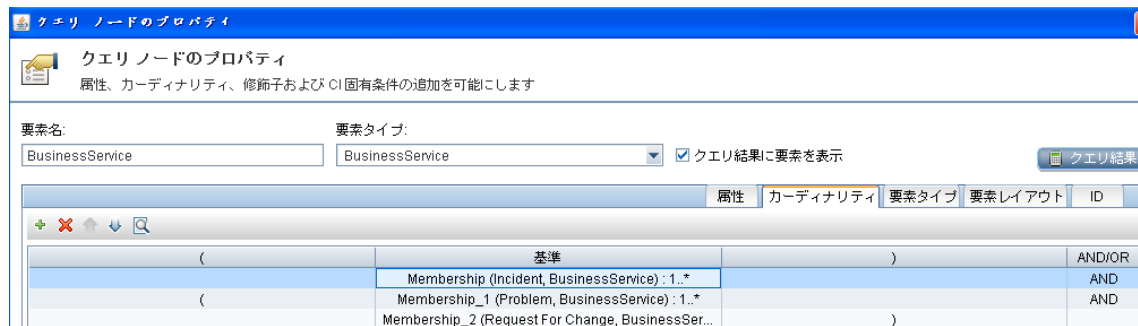 クエリ ノードのプロパティ
クエリ ノードのプロパティ
属性、カーディナリティ、修飾子および CI 固有条件の追加を可能にします
要素名: 要素タイプ:
BusinessService BusinessService クエリ結果に要素を表示 クエリ結果
属性 カーディナリティ 要素タイプ 要素レイアウト ID
( 基準 ) AND/OR
Membership (Incident, BusinessService) : 1..* AND
( Membership_1 (Problem, BusinessService) : 1..* AND
Membership_2 (Request For Change, BusinessSer... )